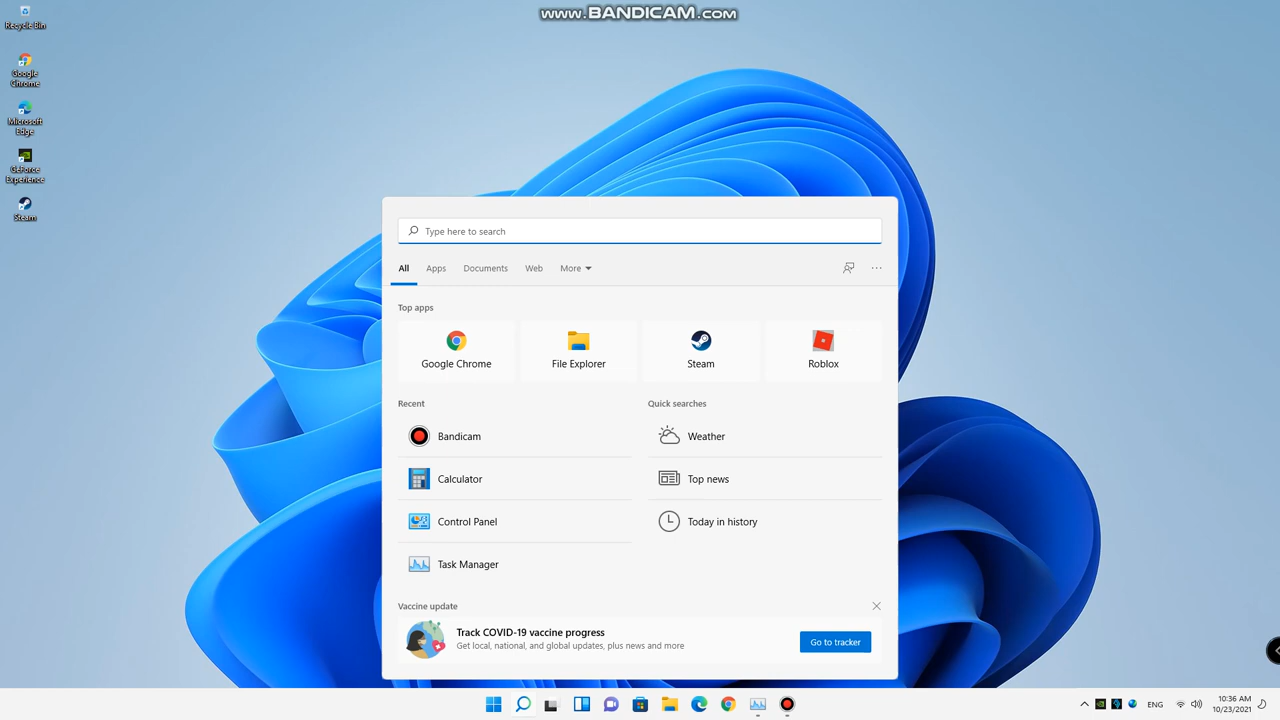 www.BANDICAM.com
Recycle Bin
Google
Chrome
Microsoft
Edge
GeForce
Experience
Steam
Type here to search
All Apps Documents Web More
Top apps
Google Chrome File Explorer Steam Roblox
Recent Quick searches
Bandicam Weather
Calculator Top news
Control Panel Today in history
Task Manager
Vaccine update
Track COVID-19 vaccine progress
Get local, national, and global updates, plus news and more
Go to tracker
ENG
10:36 AM
10/23/2021